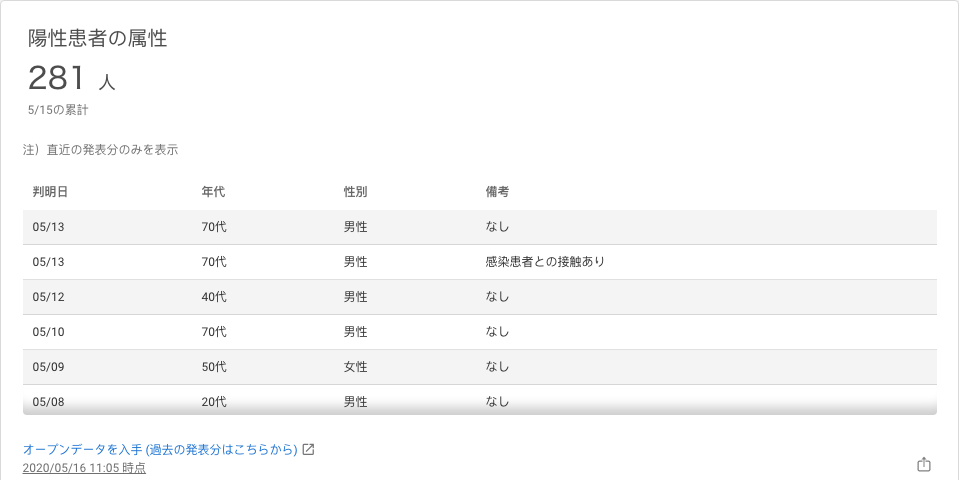 陽性患者の属性
281 人
5/15の累計
注）直近の発表分のみを表示
判明日 年代 性別 備考
05/13 70代 男性 なし
05/13 70代 男性 感染患者との接触あり
05/12 40代 男性 なし
05/10 70代 男性 なし
05/09 50代 女性 なし
05/08 20代 男性 なし
オープンデータを入手 (過去の発表分はこちらから)
2020/05/16 11:05 時点